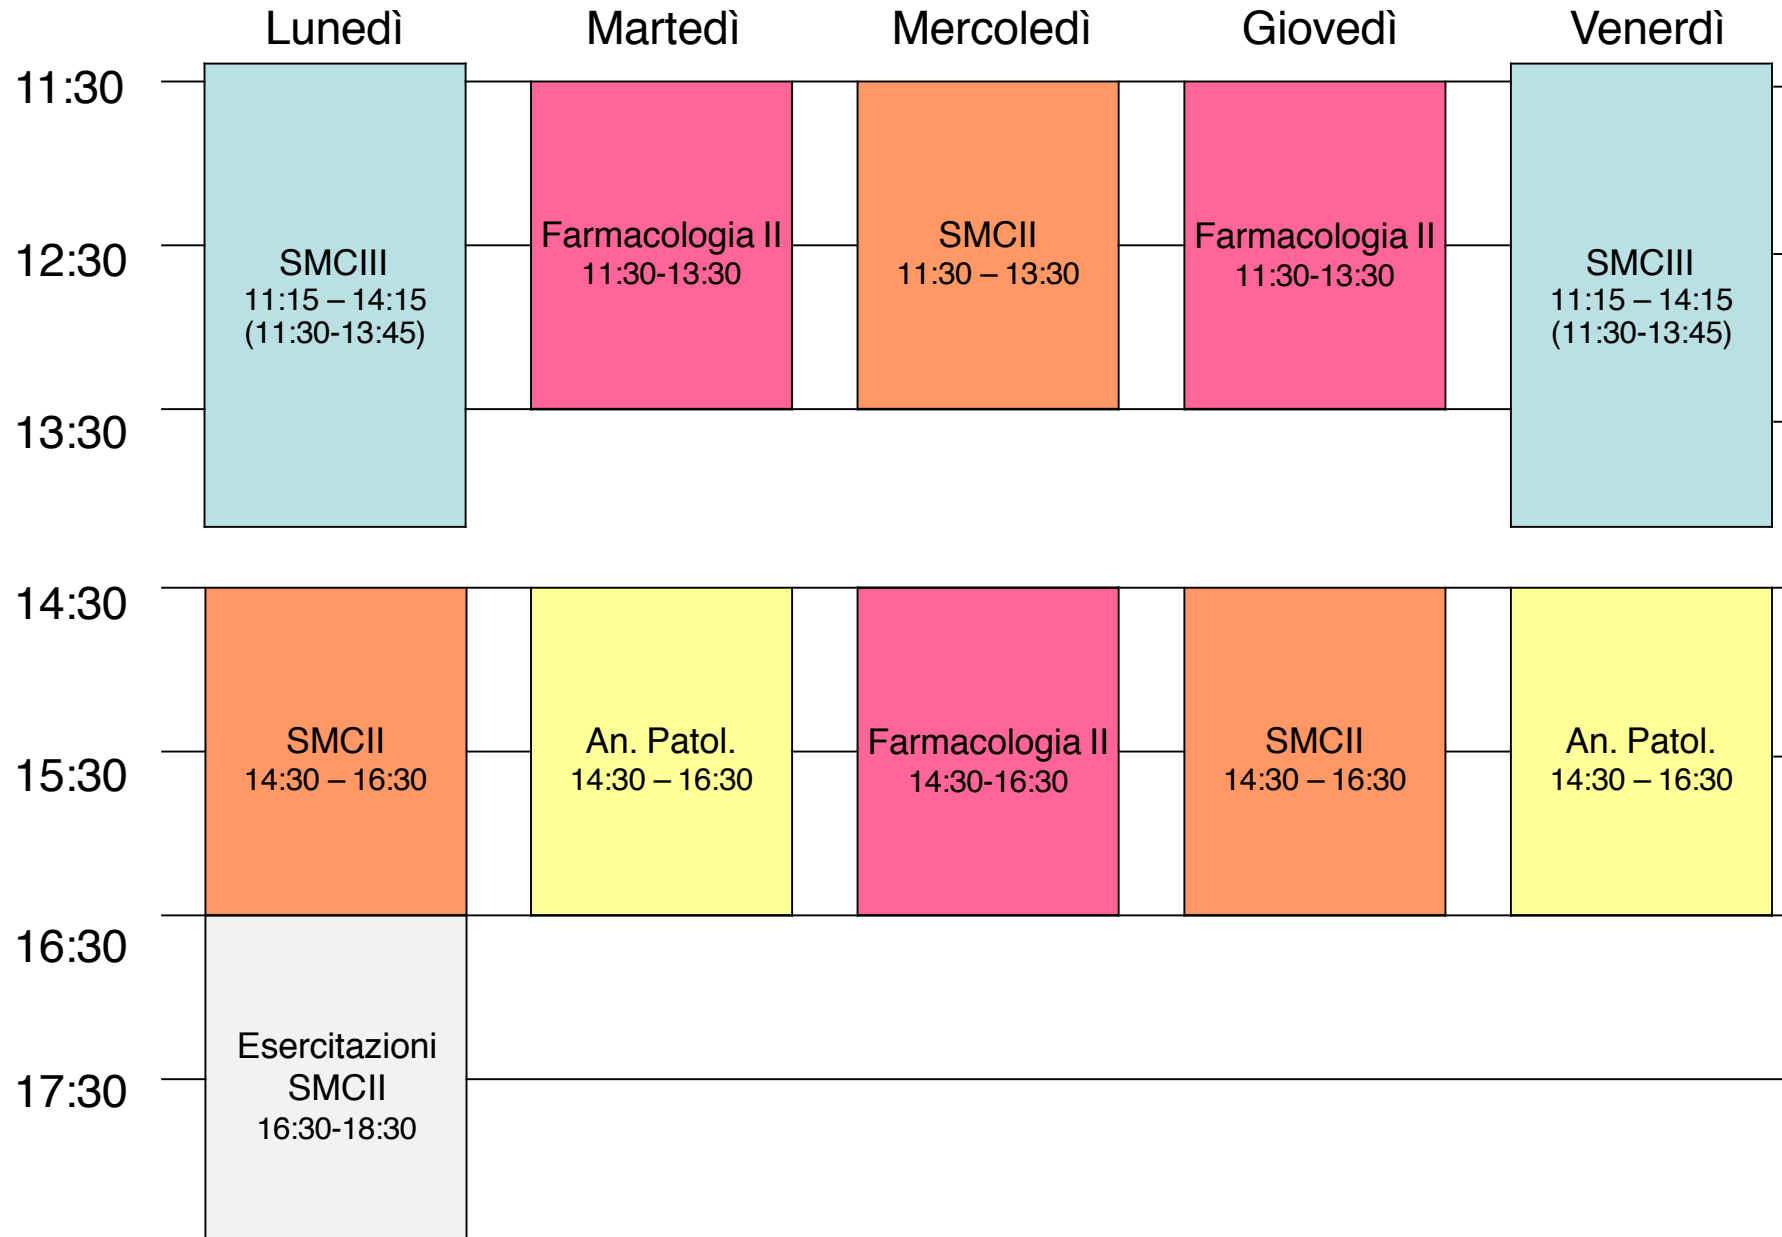 Lunedì Martedì Mercoledì Giovedì Venerdì
11:30
12:30
13:30
SMCIII
11:15 – 14:15
(11:30-13:45)
Farmacologia II
11:30-13:30
SMCII
11:30 – 13:30
Farmacologia II
11:30-13:30
SMCIII
11:15 – 14:15
(11:30-13:45)
14:30
15:30
16:30
SMCII
14:30 – 16:30
An. Patol.
14:30 – 16:30
Farmacologia II
14:30-16:30
SMCII
14:30 – 16:30
An. Patol.
14:30 – 16:30
17:30
Esercitazioni
SMCII
16:30-18:30